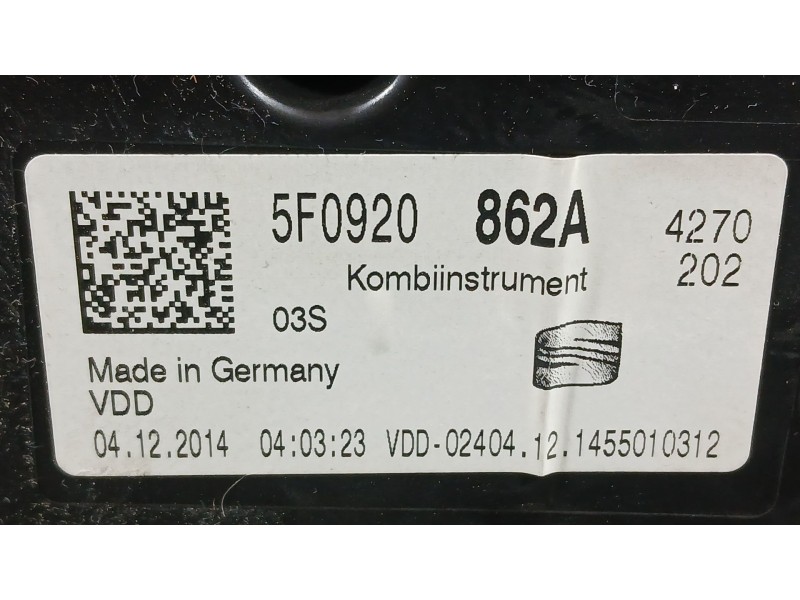 5F0920 862A 4270
Kombiinstrument 202
03S
Made in Germany
VDD
04.12.2014 04:03:23 VDD-02404.12.1455010312